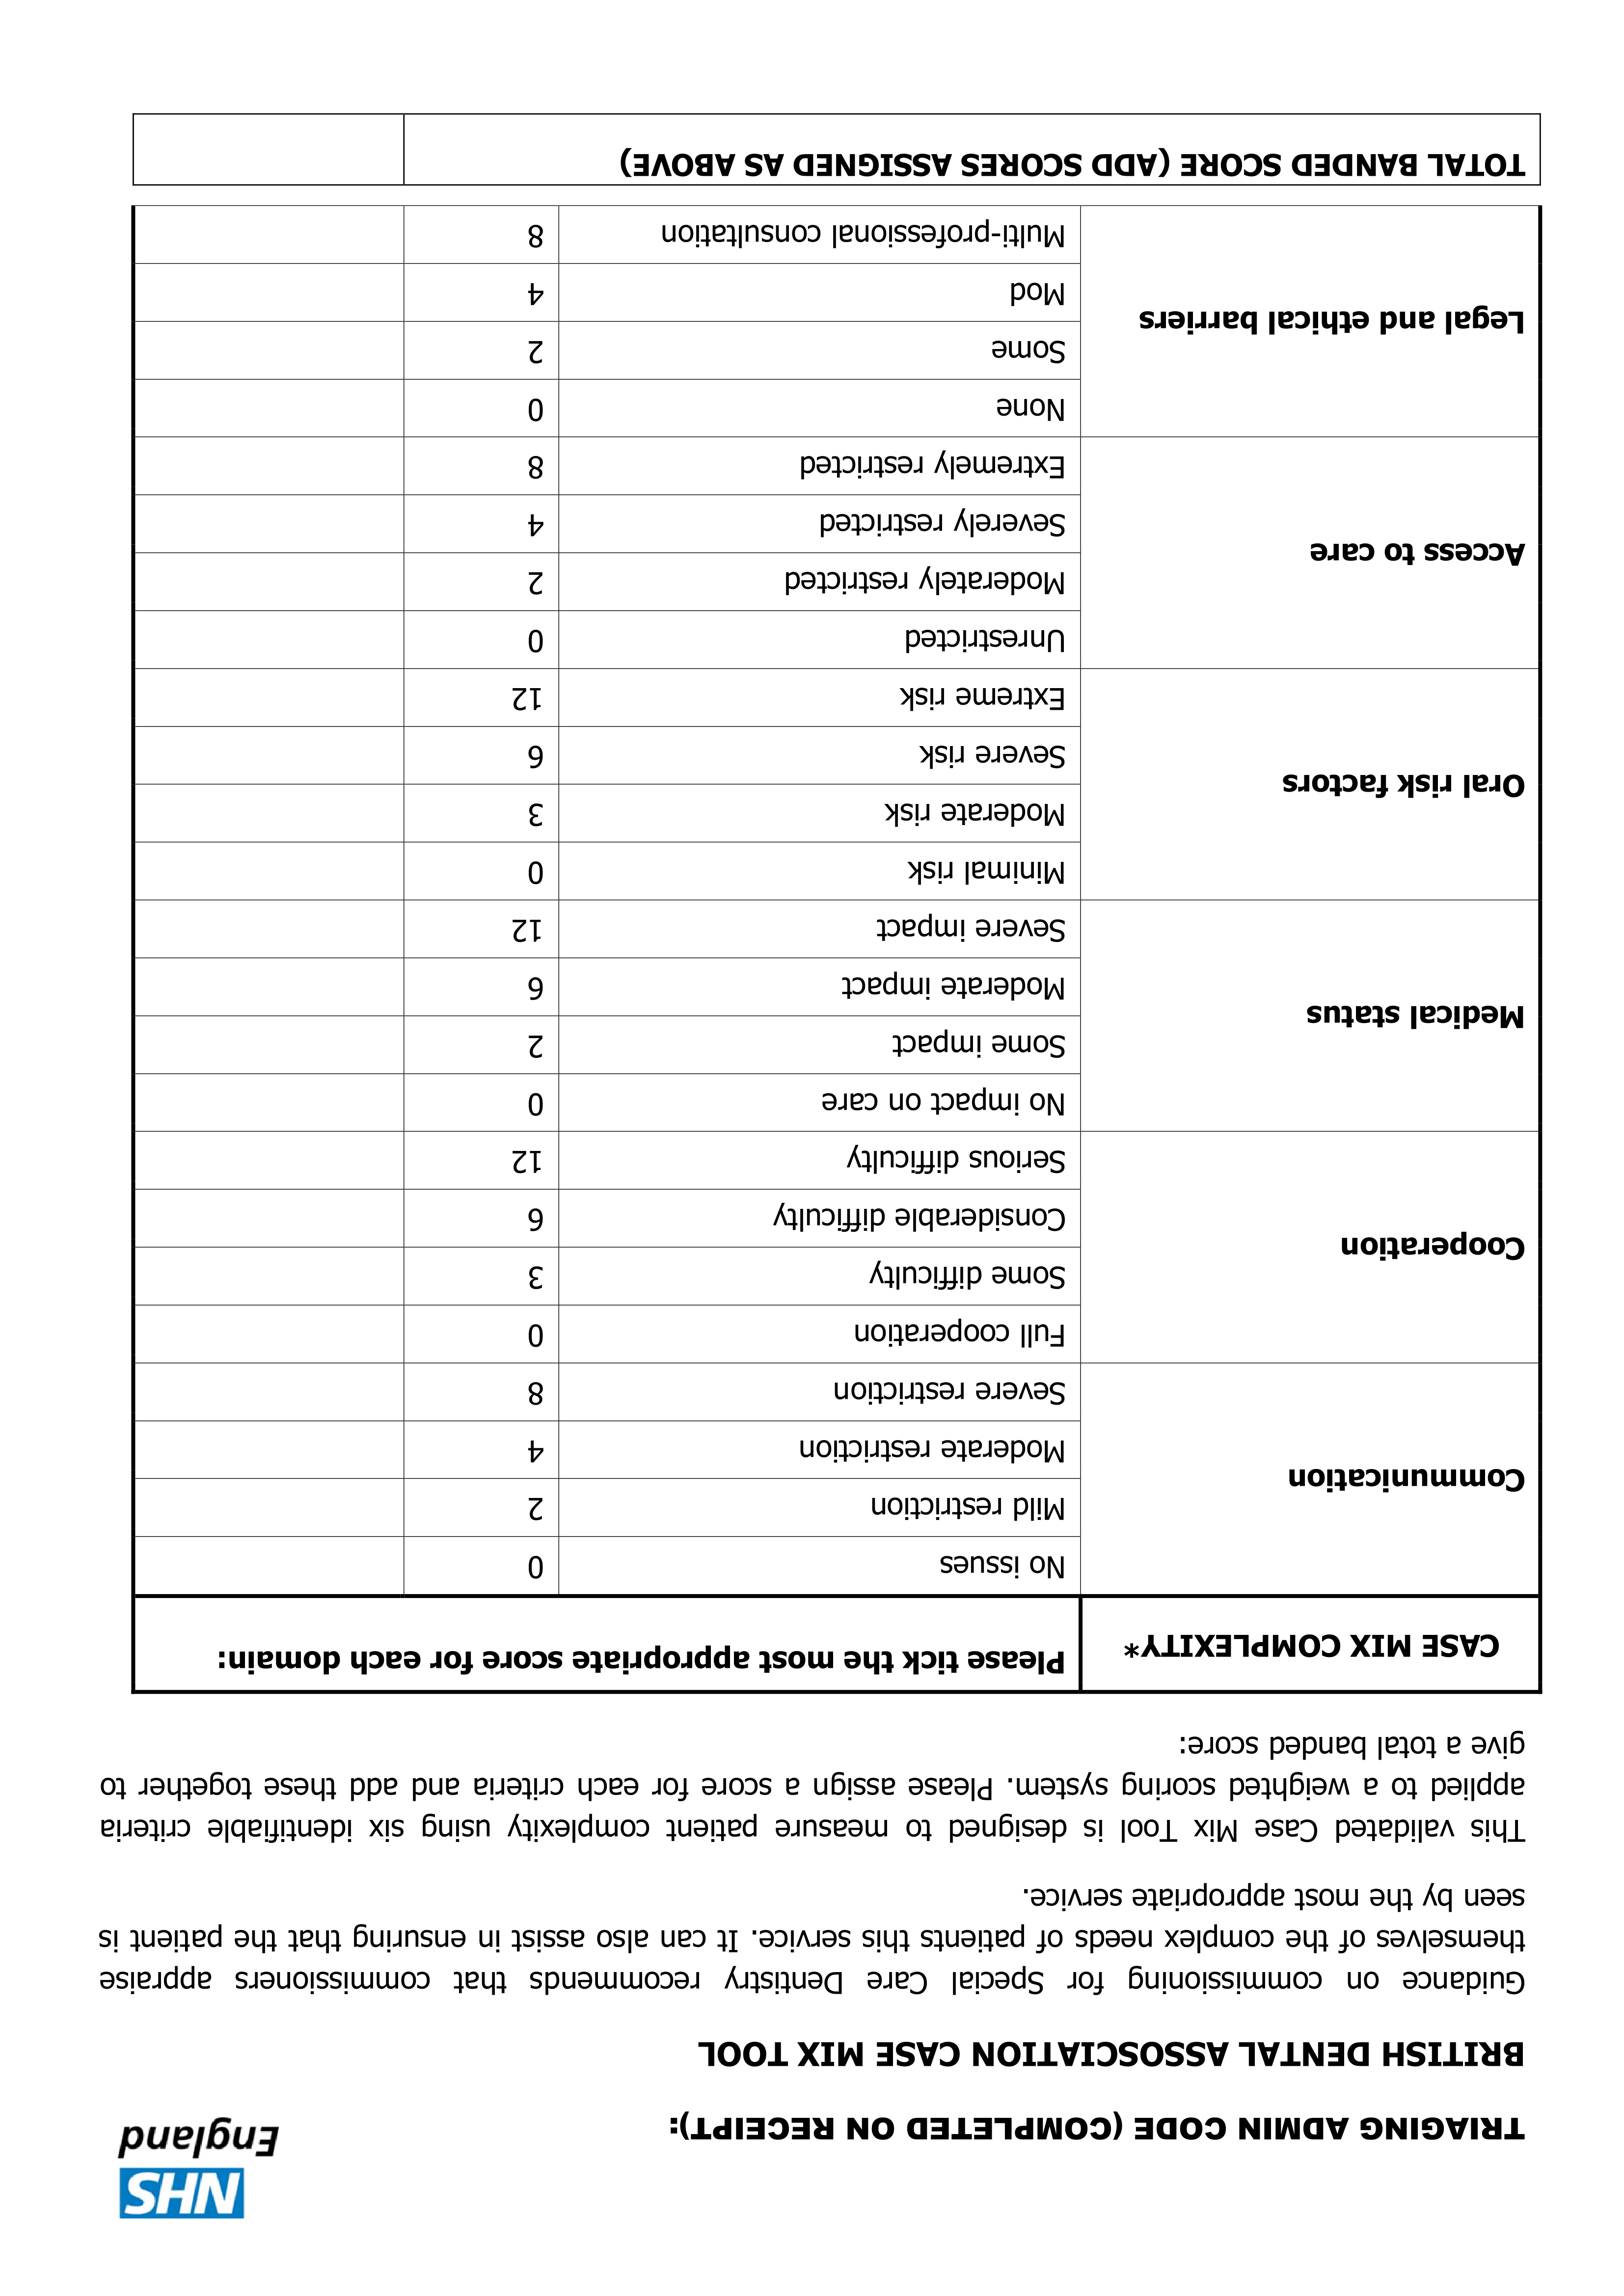 NHS
England
TRIAGING ADMIN CODE (COMPLETED ON RECEIPT):
BRITISH DENTAL ASSOSCIATION CASE MIX TOOL
Guidance on commissioning for Special Care Dentistry recommends that commissioners appraise
themselves of the complex needs of patients this service. It can also assist in ensuring that the patient is
seen by the most appropriate service.
This validated Case Mix Tool is designed to measure patient complexity using six identifiable criteria
applied to a weighted scoring system. Please assign a score for each criteria and add these together to
give a total banded score:
CASE MIX COMPLEXITY* Please tick the most appropriate score for each domain:
Communication
No issues 0
Mild restriction 2
Moderate restriction 4
Severe restriction 8
Cooperation
Full cooperation 0
Some difficulty 3
Considerable difficulty 6
Serious difficulty 12
Medical status
No impact on care 0
Some impact 2
Moderate impact 6
Severe impact 12
Oral risk factors
Minimal risk 0
Moderate risk 3
Severe risk 6
Extreme risk 12
Access to care
Unrestricted 0
Moderately restricted 2
Severely restricted 4
Extremely restricted 8
Legal and ethical barriers
None 0
Some 2
Mod 4
Multi-professional consultation 8
TOTAL BANDED SCORE (ADD SCORES ASSIGNED AS ABOVE)